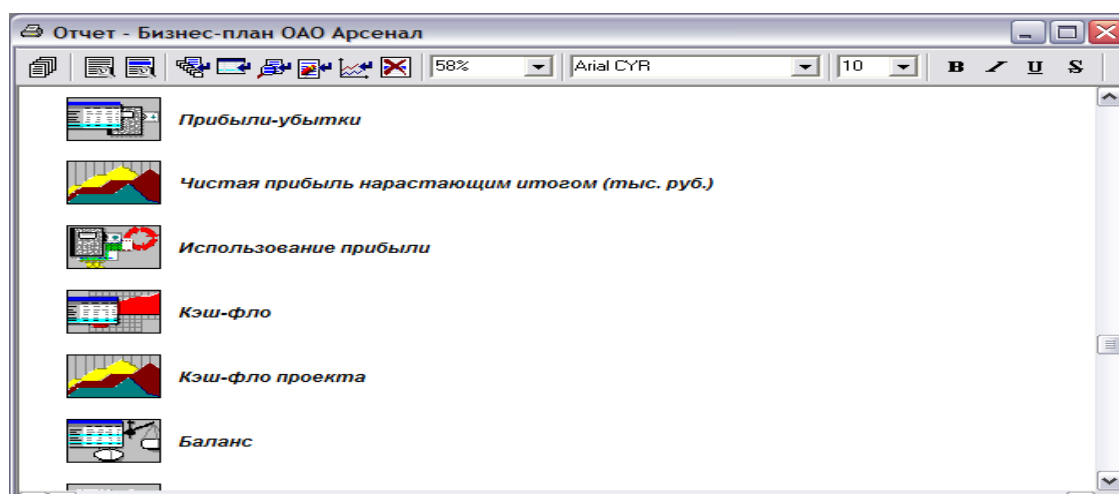 Отчет - Бизнес-план ОАО Арсенал
58% Arial CYR 10 B U S
Прибыли-убытки
Чистая прибыль нарастающим итогом (тыс. руб.)
Использование прибыли
Кэш-фло
Кэш-фло проекта
Баланс